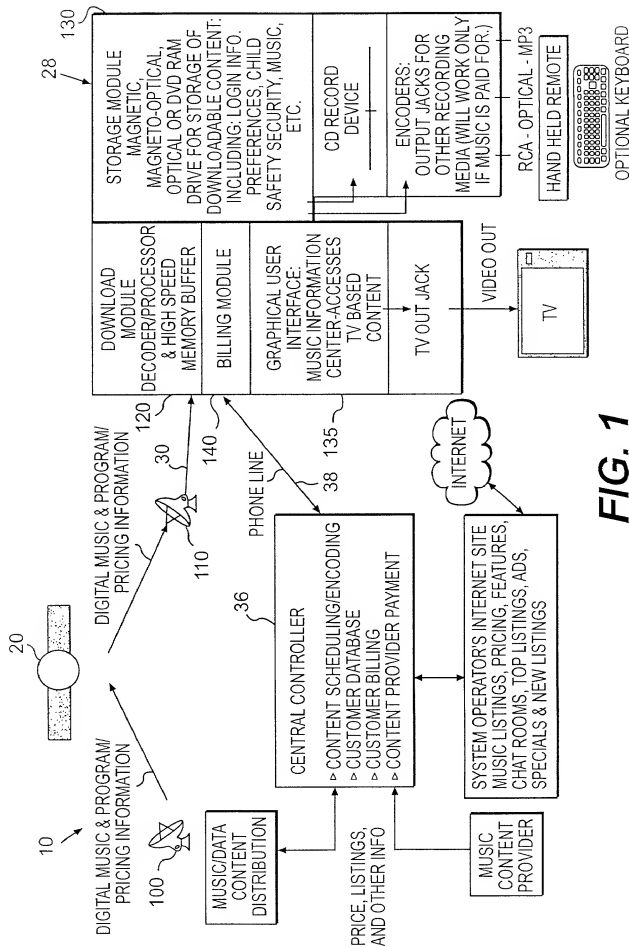 10
DIGITAL MUSIC & PROGRAM/
PRICING INFORMATION
100
20
DIGITAL MUSIC & PROGRAM/
PRICING INFORMATION
110
30
28
130
120
DOWNLOAD
MODULE
DECODER/PROCESSOR
& HIGH SPEED
MEMORY BUFFER
140
BILLING MODULE
135
GRAPHICAL USER
INTERFACE:
MUSIC INFORMATION
CENTER-ACCESSES
TV BASED
CONTENT
TV OUT JACK
VIDEO OUT
TV
STORAGE MODULE
MAGNETIC,
MAGNETO-OPTICAL,
OPTICAL OR DVD RAM
DRIVE FOR STORAGE OF
DOWNLOADABLE CONTENT:
INCLUDING: LOGIN INFO.
PREFERENCES, CHILD
SAFETY SECURITY, MUSIC,
ETC.
CD RECORD
DEVICE
ENCODERS:
OUTPUT JACKS FOR
OTHER RECORDING
MEDIA (WILL WORK ONLY
IF MUSIC IS PAID FOR.)
RCA - OPTICAL - MP3
HAND HELD REMOTE
OPTIONAL KEYBOARD
PHONE LINE
38
36
MUSIC/DATA
CONTENT
DISTRIBUTION
CENTRAL CONTROLLER
▹ CONTENT SCHEDULING/ENCODING
▹ CUSTOMER DATABASE
▹ CUSTOMER BILLING
▹ CONTENT PROVIDER PAYMENT
PRICE, LISTINGS,
AND OTHER INFO
MUSIC
CONTENT
PROVIDER
SYSTEM OPERATOR'S INTERNET SITE
MUSIC LISTINGS, PRICING, FEATURES,
CHAT ROOMS, TOP LISTINGS, ADS,
SPECIALS & NEW LISTINGS
INTERNET
FIG. 1